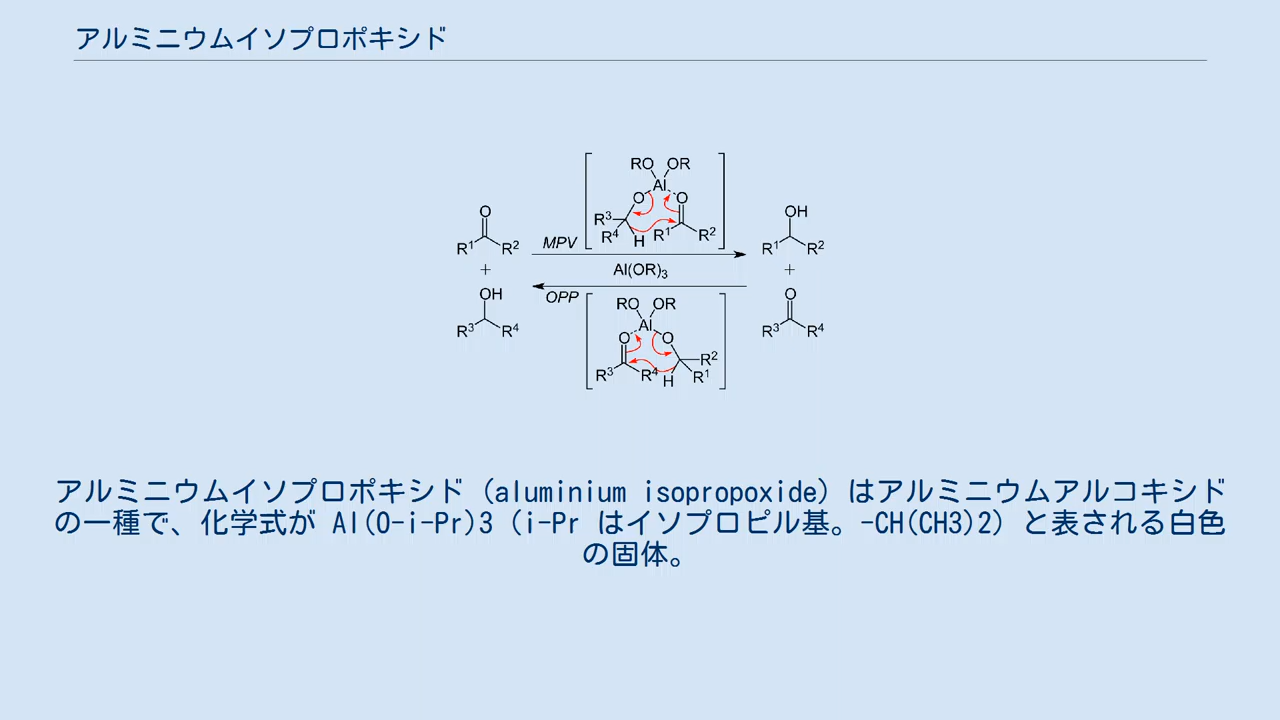 アルミニウムイソプロポキシド
RO OR
Al
O O
R3
R4 H R1 R2
O
R1 R2
MPV
OH
R1 R2
+
Al(OR)3
+
OPP
OH
R3 R4
RO OR
Al
O O
R3 R4 H R2
R1
O
R3 R4
アルミニウムイソプロポキシド（aluminium isopropoxide）はアルミニウムアルコキシド
の一種で、化学式が Al(O-i-Pr)3（i-Pr はイソプロピル基。-CH(CH3)2）と表される白色
の固体。